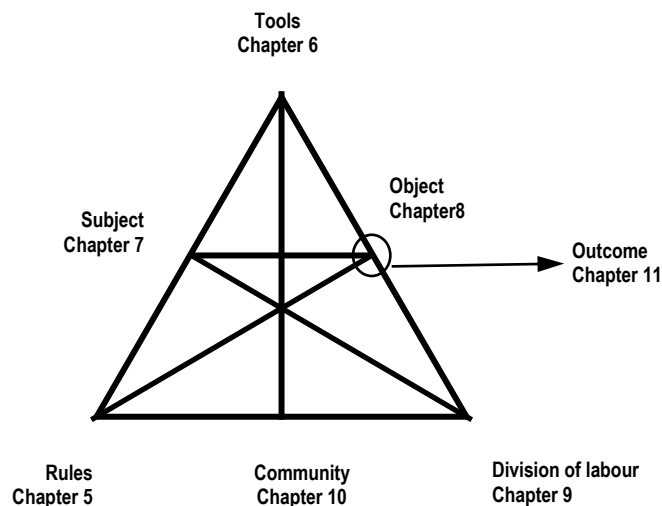 Tools
Chapter 6
Object
Chapter8
Subject
Chapter 7
Outcome
Chapter 11
Rules
Chapter 5
Community
Chapter 10
Division of labour
Chapter 9